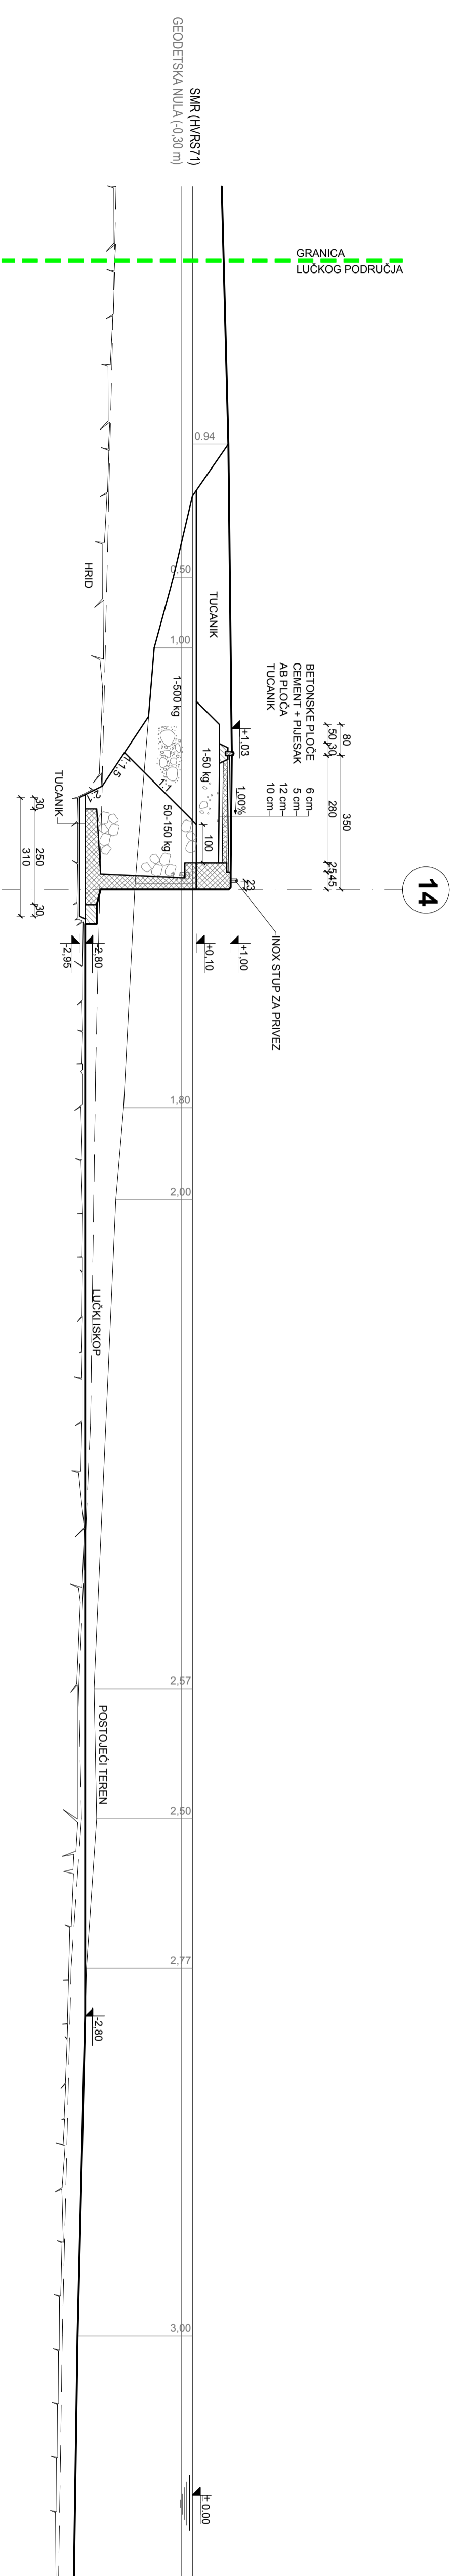 14
GRANICA
LUČKOG PODRUČJA
SMR (HVRS71)
GEODETSKA NULA (-0,30 m)
BETONSKE PLOČE 6 cm
CEMENT + PIJESAK 5 cm
AB PLOČA 12 cm
TUCANIK 10 cm
80
350
50
30
280
25
45
INOX STUP ZA PRIVEZ
+1,03
1,00%
23
+1,00
+0,10
0.94
0,50
1,00
1,80
2,00
2,57
2,50
2,77
3,00
± 0.00
TUCANIK
1-50 kg
100
1-500 kg
50-150 kg
1:1
1:1,5
HRID
TUCANIK
-2,80
-2,95
30
250
30
310
LUČKI ISKOP
POSTOJEĆI TEREN
-2,80